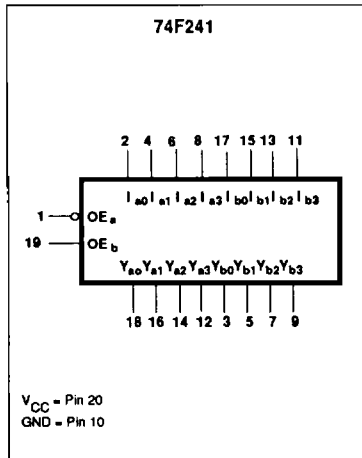 74F241
2 4 6 8 17 15 13 11
Ia0 Ia1 Ia2 Ia3 Ib0 Ib1 Ib2 Ib3
1 OEa
19 OEb
Yao Ya1 Ya2 Ya3 Yb0 Yb1 Yb2 Yb3
18 16 14 12 3 5 7 9
VCC = Pin 20
GND = Pin 10